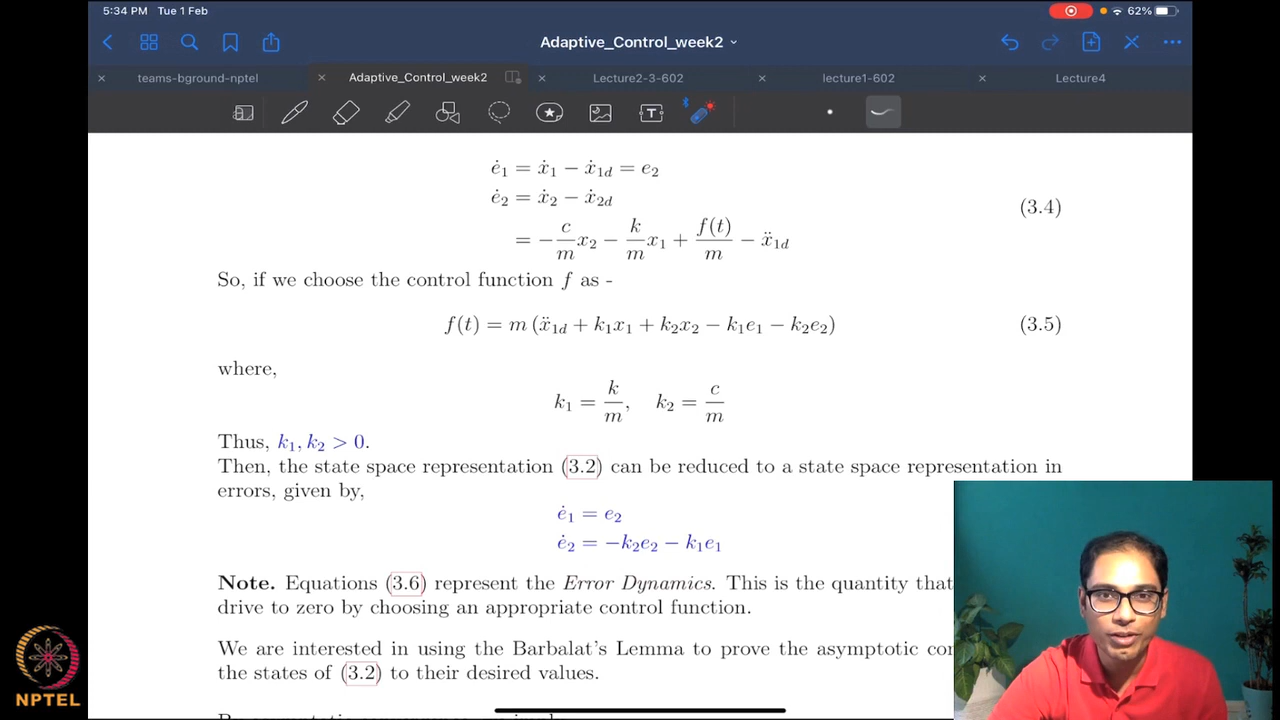 5:34 PM Tue 1 Feb
62%
Adaptive_Control_week2
teams-bground-nptel
Adaptive_Control_week2
Lecture2-3-602
lecture1-602
Lecture4
ė₁ = ẋ₁ − ẋ₁d = e₂
ė₂ = ẋ₂ − ẋ₂d
(3.4)
= −c/m x₂ − k/m x₁ + f(t)/m − ẍ₁d
So, if we choose the control function f as -
f(t) = m (ẍ₁d + k₁x₁ + k₂x₂ − k₁e₁ − k₂e₂) (3.5)
where,
k₁ = k/m, k₂ = c/m
Thus, k₁, k₂ > 0.
Then, the state space representation (3.2) can be reduced to a state space representation in
errors, given by,
ė₁ = e₂
ė₂ = −k₂e₂ − k₁e₁
Note. Equations (3.6) represent the Error Dynamics. This is the quantity that
drive to zero by choosing an appropriate control function.
We are interested in using the Barbalat's Lemma to prove the asymptotic
the states of (3.2) to their desired values.
NPTEL